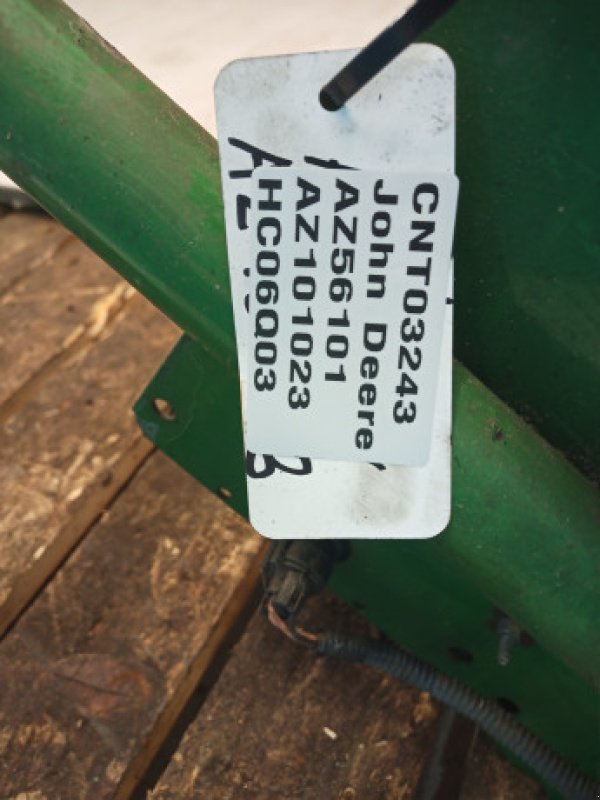 CNT03243
John Deere
AZ56101
AZ101023
HC06Q03